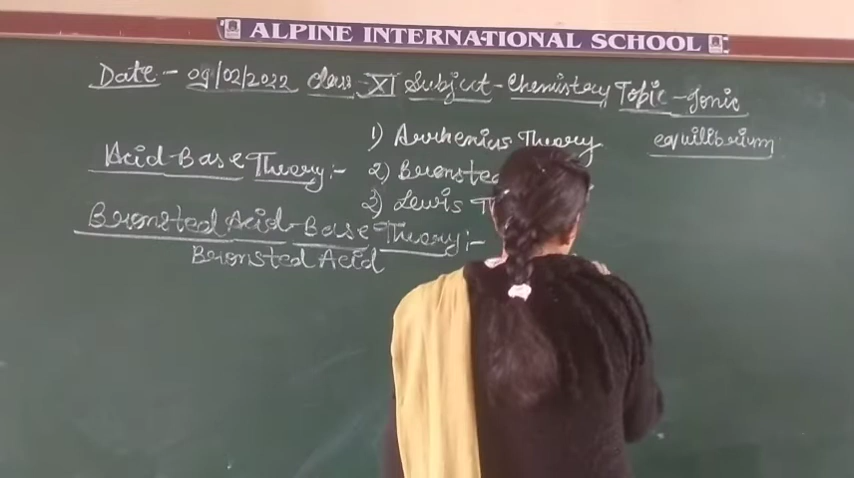 ALPINE INTERNATIONAL SCHOOL
Date - 09/02/2022 class - XI Subject - Chemistry Topic - Ionic
equilibrium
Acid-Base Theory :- 1) Arrhenius Theory
2) Bronsted
3) Lewis
Bronsted Acid-Base Theory :-
Bronsted Acid